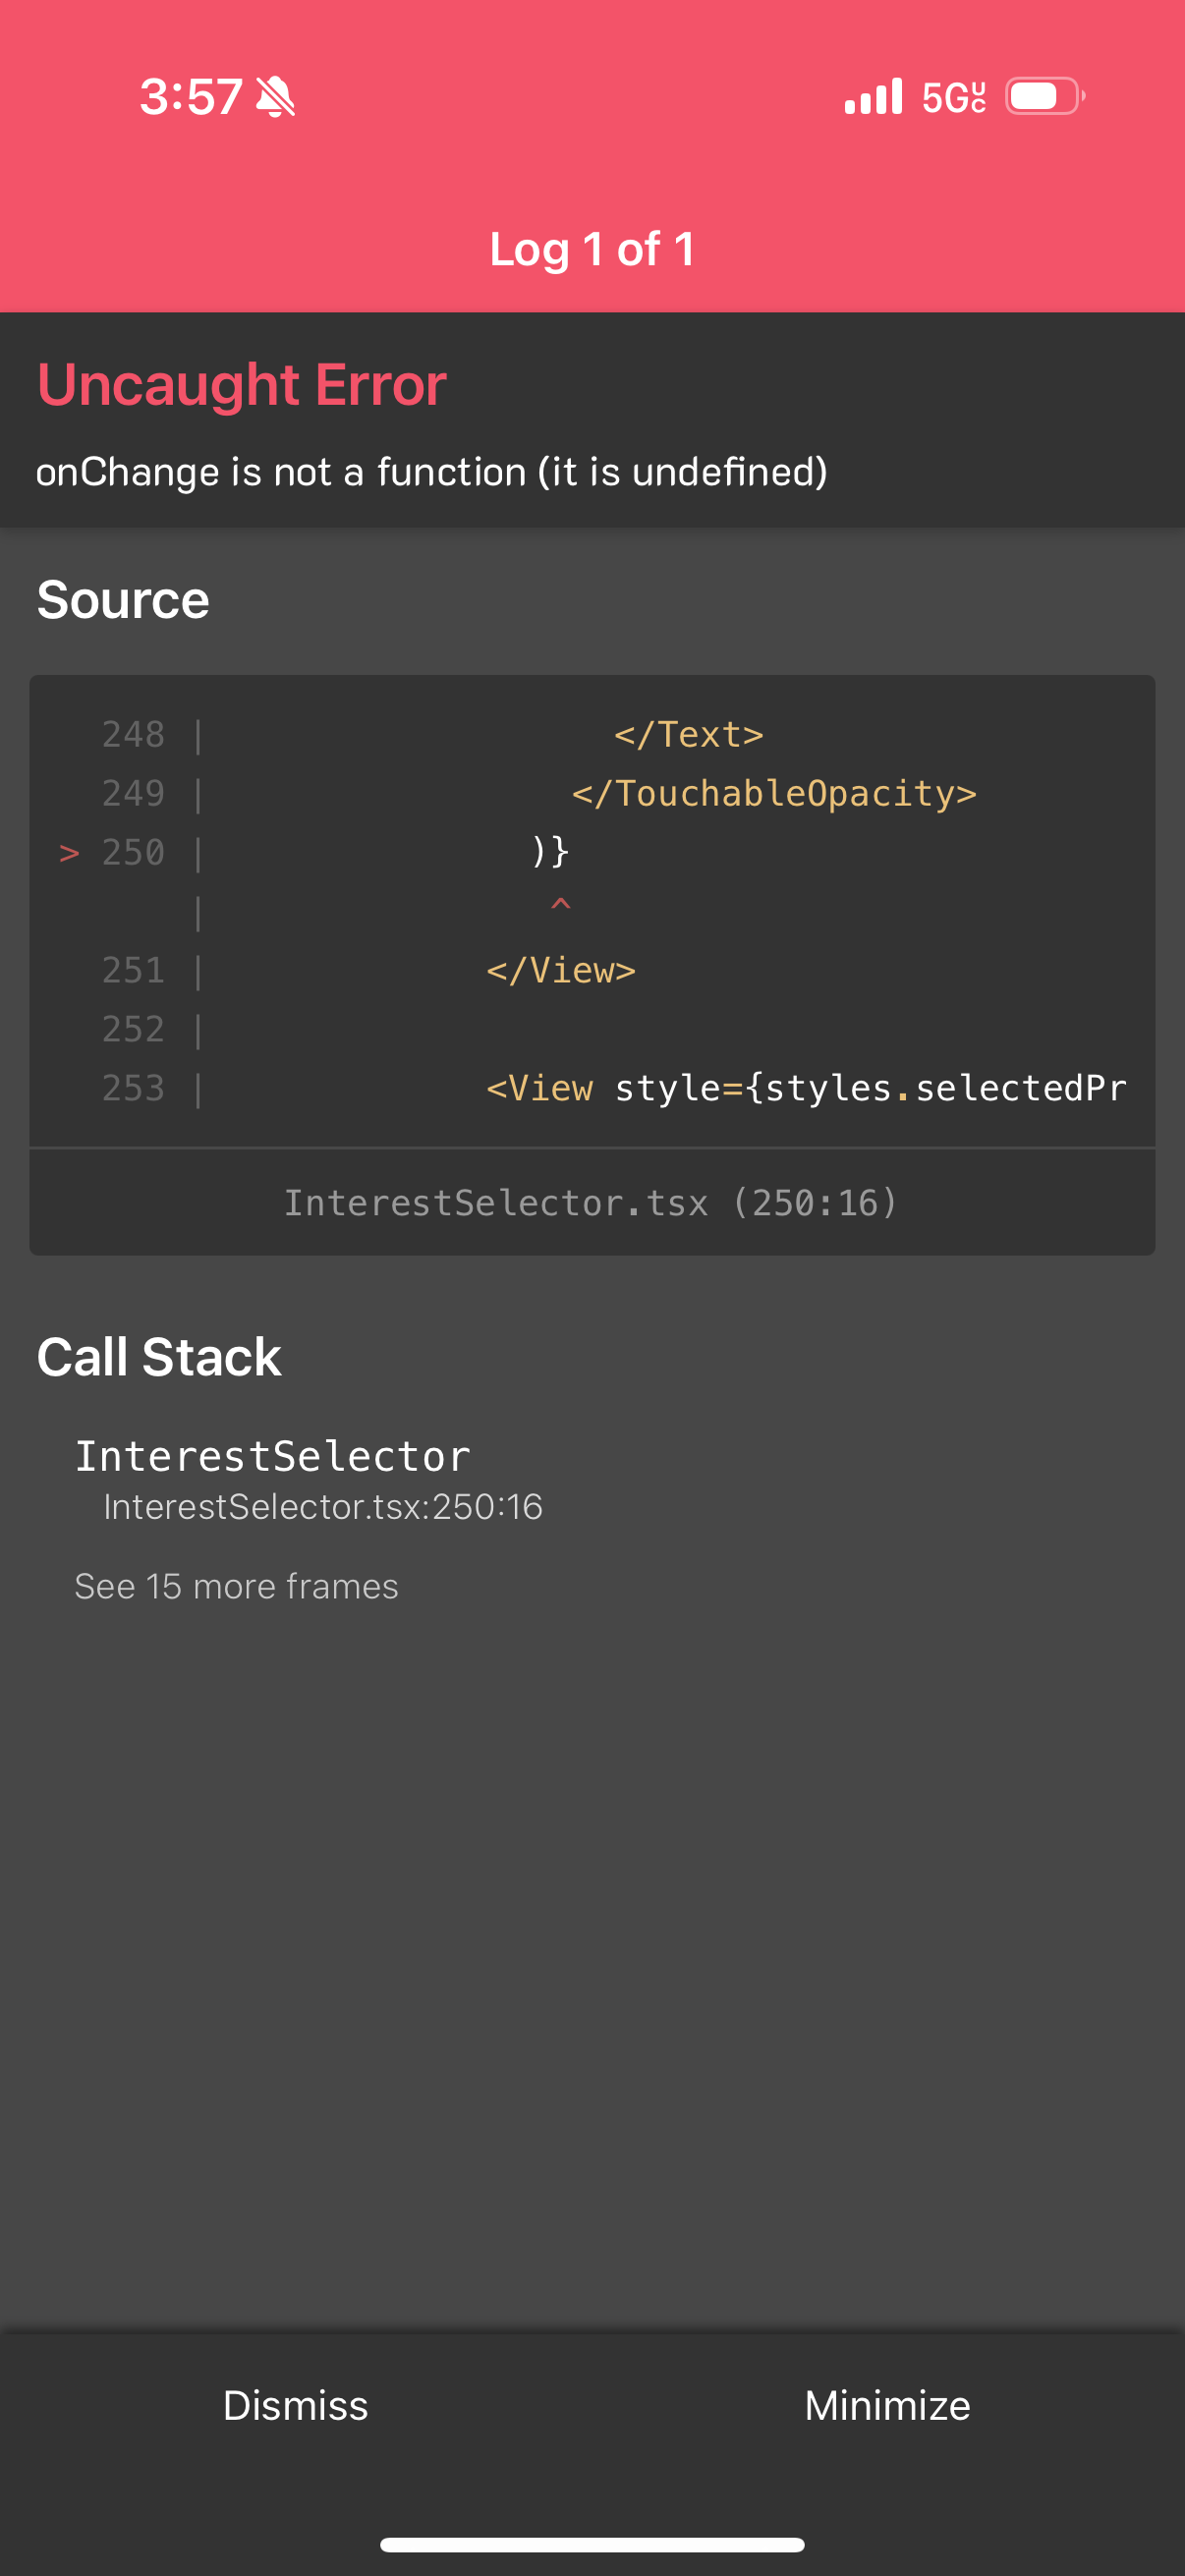 3:57
5G UC
Log 1 of 1
Uncaught Error
onChange is not a function (it is undefined)
Source
248 | </Text>
249 | </TouchableOpacity>
> 250 | )}
| ^
251 | </View>
252 |
253 | <View style={styles.selectedPr
InterestSelector.tsx (250:16)
Call Stack
InterestSelector
InterestSelector.tsx:250:16
See 15 more frames
Dismiss
Minimize